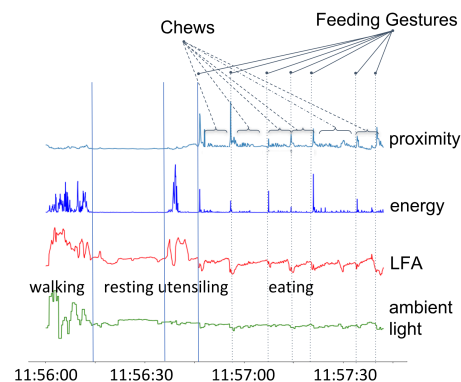 Feeding Gestures
Chews
proximity
energy
LFA
walking resting utensiling eating
ambient
light
11:56:00 11:56:30 11:57:00 11:57:30